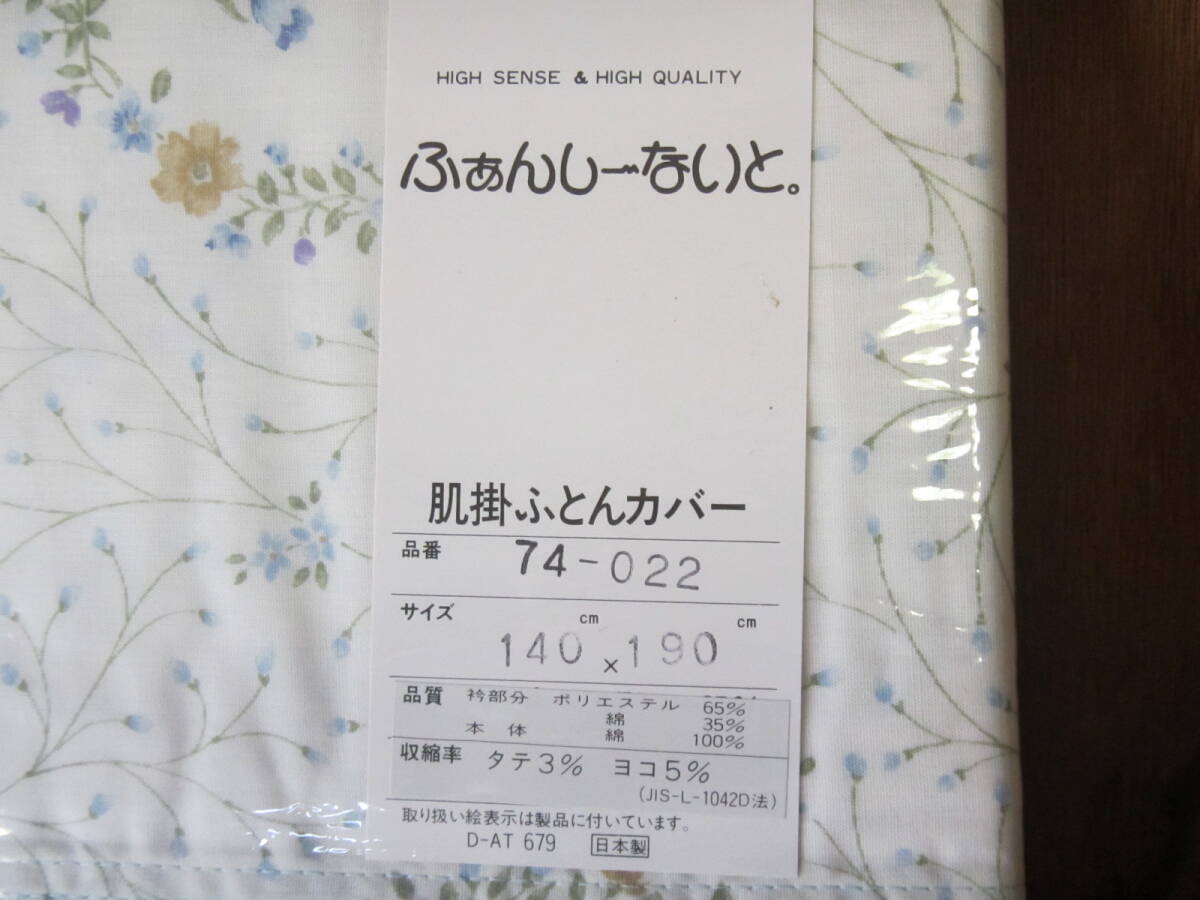 HIGH SENSE & HIGH QUALITY
ふぁんしーないと。
肌掛ふとんカバー
品番 74-022
サイズ 140cm × 190cm
品質 衿部分 ポリエステル 65%
綿 35%
本体 綿 100%
収縮率 タテ3% ヨコ5%
(JIS-L-1042D法)
取り扱い絵表示は製品に付いています。
D-AT 679 日本製